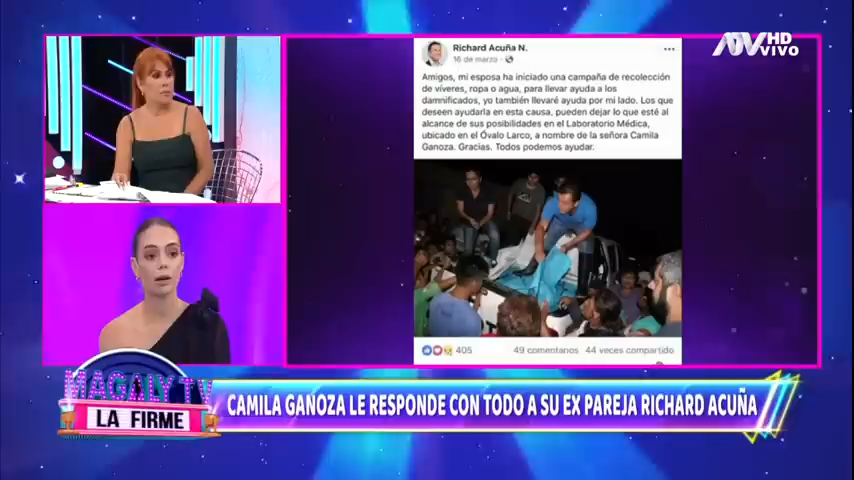 ATV HD
VIVO
Richard Acuña N.
16 de marzo
Amigos, mi esposa ha iniciado una campaña de recolección
de víveres, ropa o agua, para llevar ayuda a los
damnificados, yo también llevaré ayuda por mi lado. Los que
deseen ayudarla en esta causa, pueden dejar lo que esté al
alcance de sus posibilidades en el Laboratorio Médica,
ubicado en el Óvalo Larco, a nombre de la señora Camila
Ganoza. Gracias. Todos podemos ayudar.
405 49 comentarios 44 veces compartido
MAGALY TV
LA FIRME
CAMILA GANOZA LE RESPONDE CON TODO A SU EX PAREJA RICHARD ACUÑA